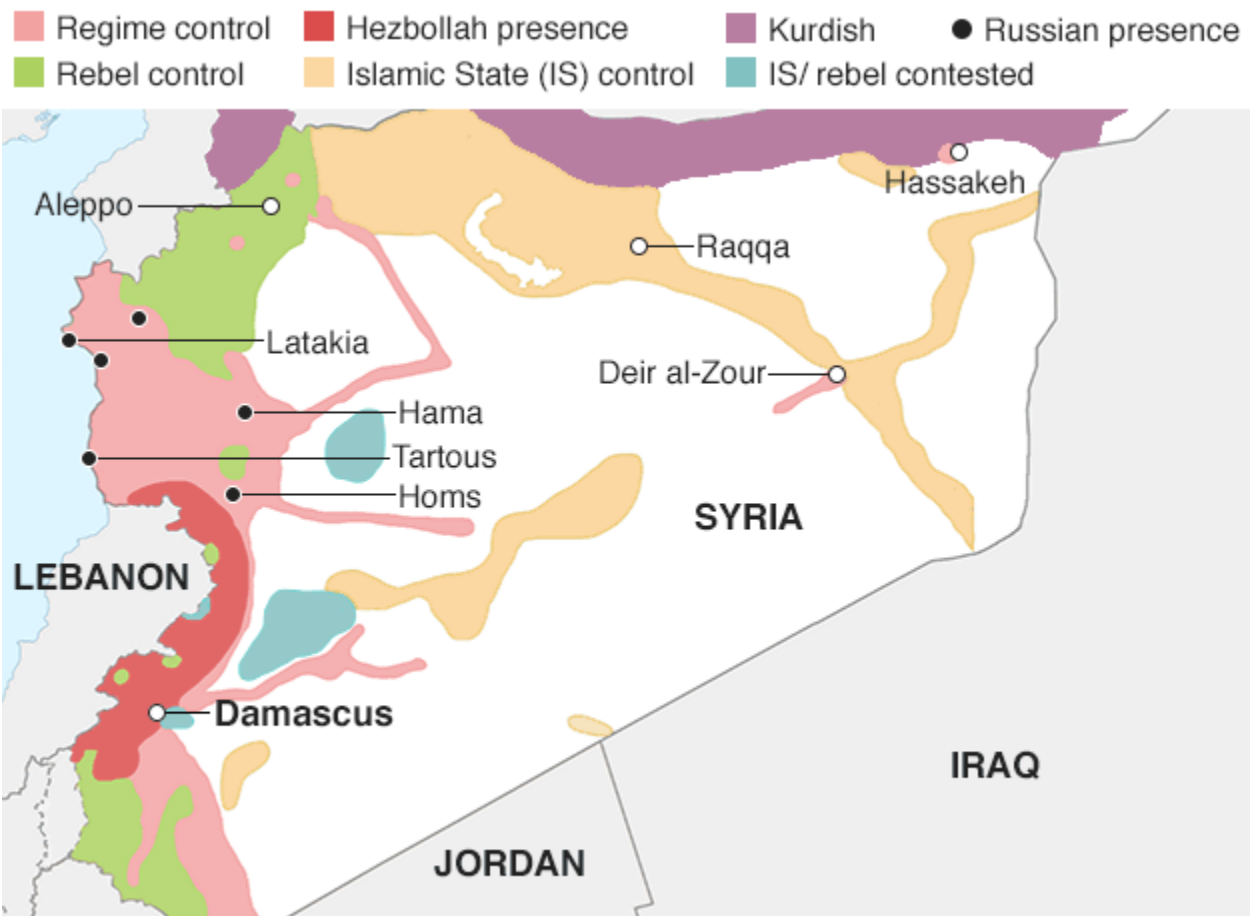 Regime control
Hezbollah presence
Kurdish
Russian presence
Rebel control
Islamic State (IS) control
IS/ rebel contested
Hassakeh
Aleppo
Raqqa
Latakia
Deir al-Zour
Hama
Tartous
Homs
SYRIA
LEBANON
Damascus
IRAQ
JORDAN